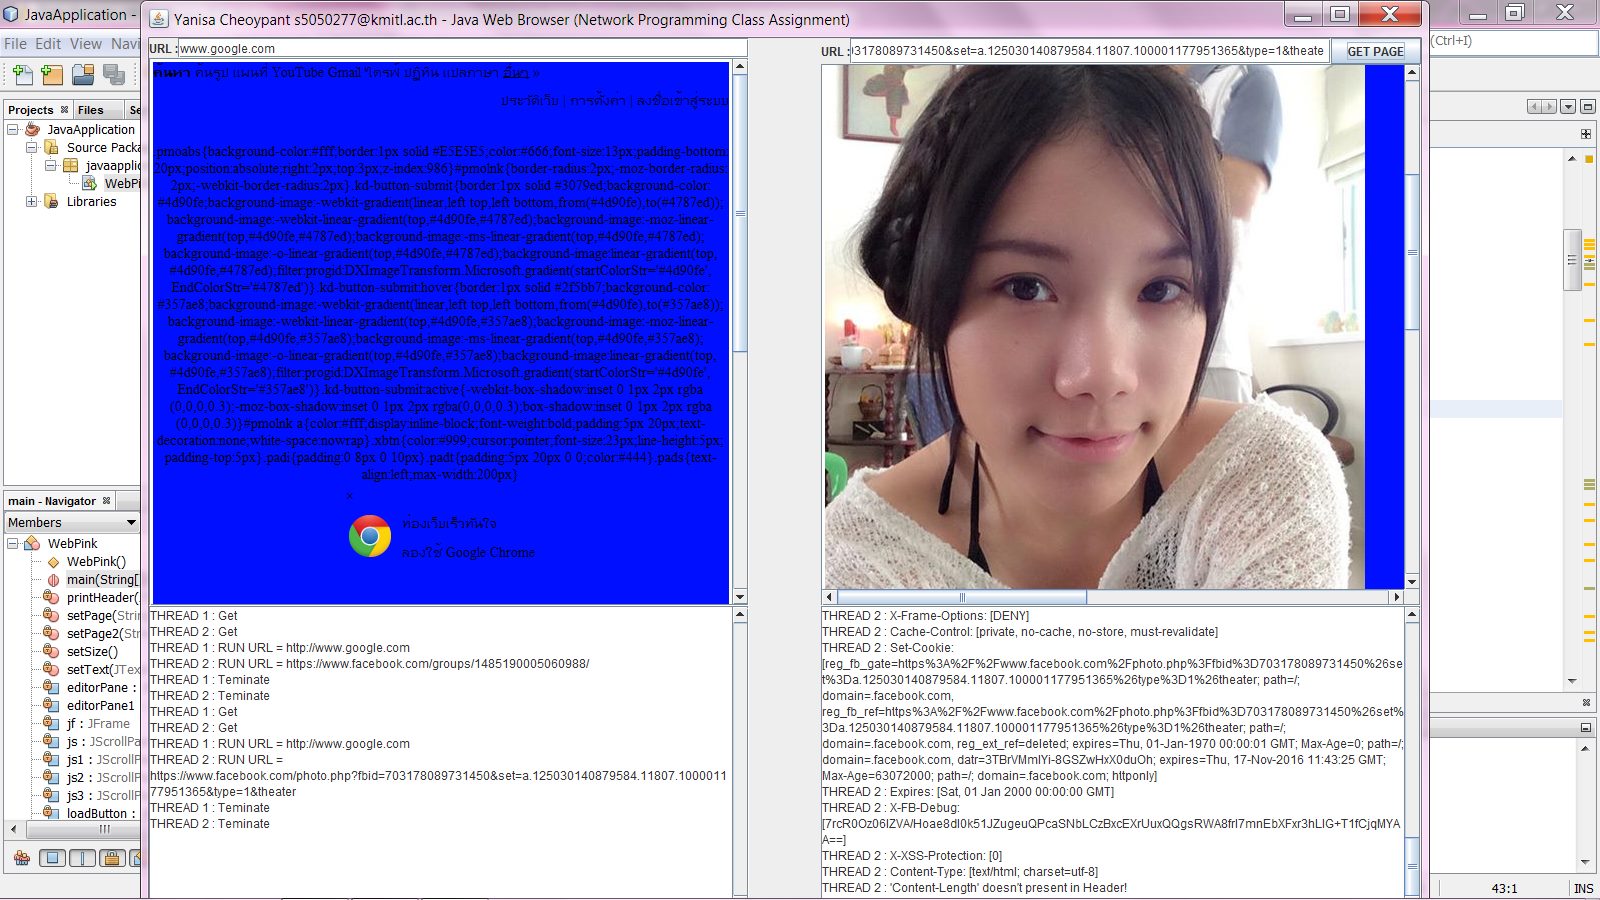 JavaApplication -
Yanisa Cheoypant s5050277@kmitl.ac.th - Java Web Browser (Network Programming Class Assignment)
File Edit View Navi
(Ctrl+I)
URL : www.google.com
URL : 03178089731450&set=a.125030140879584.11807.100001177951365&type=1&theate
GET PAGE
Projects
Files
Se
JavaApplication
Source Packa
javaapplic
WebPi
Libraries
ค้นหา ค้นรูป แผนที่ YouTube Gmail ไดรฟ์ ปฏิทิน แปลภาษา อื่นๆ »
ประวัติเว็บ | การตั้งค่า | ลงชื่อเข้าสู่ระบบ
pmoabs{background-color:#fff;border:1px solid #E5E5E5;color:#666;font-size:13px;padding-bottom:
20px;position:absolute;right:2px;top:3px;z-index:986}#pmolnk{border-radius:2px;-moz-border-radius:
2px;-webkit-border-radius:2px}.kd-button-submit{border:1px solid #3079ed;background-color:
#4d90fe;background-image:-webkit-gradient(linear,left top,left bottom,from(#4d90fe),to(#4787ed));
background-image:-webkit-linear-gradient(top,#4d90fe,#4787ed);background-image:-moz-linear-
gradient(top,#4d90fe,#4787ed);background-image:-ms-linear-gradient(top,#4d90fe,#4787ed);
background-image:-o-linear-gradient(top,#4d90fe,#4787ed);background-image:linear-gradient(top,
#4d90fe,#4787ed);filter:progid:DXImageTransform.Microsoft.gradient(startColorStr='#4d90fe',
EndColorStr='#4787ed')}.kd-button-submit:hover{border:1px solid #2f5bb7;background-color:
#357ae8;background-image:-webkit-gradient(linear,left top,left bottom,from(#4d90fe),to(#357ae8));
background-image:-webkit-linear-gradient(top,#4d90fe,#357ae8);background-image:-moz-linear-
gradient(top,#4d90fe,#357ae8);background-image:-ms-linear-gradient(top,#4d90fe,#357ae8);
background-image:-o-linear-gradient(top,#4d90fe,#357ae8);background-image:linear-gradient(top,
#4d90fe,#357ae8);filter:progid:DXImageTransform.Microsoft.gradient(startColorStr='#4d90fe',
EndColorStr='#357ae8')}.kd-button-submit:active{-webkit-box-shadow:inset 0 1px 2px rgba
(0,0,0,0.3);-moz-box-shadow:inset 0 1px 2px rgba(0,0,0,0.3);box-shadow:inset 0 1px 2px rgba
(0,0,0,0.3)}#pmolnk a{color:#fff;display:inline-block;font-weight:bold;padding:5px 20px;text-
decoration:none;white-space:nowrap}.xbtn{color:#999;cursor:pointer;font-size:23px;line-height:5px;
padding-top:5px}.padi{padding:0 8px 0 10px}.padt{padding:5px 20px 0 0;color:#444}.pads{text-
align:left;max-width:200px}
×
ท่องเว็บเร็วทันใจ
ลองใช้ Google Chrome
main - Navigator
Members
WebPink
WebPink()
main(String[
printHeader(
setPage(Strin
setPage2(Str
setSize()
setText(JTex
editorPane :
editorPane1
jf : JFrame
js : JScrollPa
js1 : JScrollP
js2 : JScrollP
js3 : JScrollP
loadButton :
THREAD 1 : Get
THREAD 2 : Get
THREAD 1 : RUN URL = http://www.google.com
THREAD 2 : RUN URL = https://www.facebook.com/groups/1485190005060988/
THREAD 1 : Teminate
THREAD 2 : Teminate
THREAD 1 : Get
THREAD 2 : Get
THREAD 1 : RUN URL = http://www.google.com
THREAD 2 : RUN URL =
https://www.facebook.com/photo.php?fbid=703178089731450&set=a.125030140879584.11807.1000011
77951365&type=1&theater
THREAD 1 : Teminate
THREAD 2 : Teminate
THREAD 2 : X-Frame-Options: [DENY]
THREAD 2 : Cache-Control: [private, no-cache, no-store, must-revalidate]
THREAD 2 : Set-Cookie:
[reg_fb_gate=https%3A%2F%2Fwww.facebook.com%2Fphoto.php%3Ffbid%3D703178089731450%26se
t%3Da.125030140879584.11807.100001177951365%26type%3D1%26theater; path=/;
domain=.facebook.com,
reg_fb_ref=https%3A%2F%2Fwww.facebook.com%2Fphoto.php%3Ffbid%3D703178089731450%26set%
3Da.125030140879584.11807.100001177951365%26type%3D1%26theater; path=/;
domain=.facebook.com, reg_ext_ref=deleted; expires=Thu, 01-Jan-1970 00:00:01 GMT; Max-Age=0; path=/;
domain=.facebook.com, datr=3TBrVMmIYi-8GSZwHxX0duOh; expires=Thu, 17-Nov-2016 11:43:25 GMT;
Max-Age=63072000; path=/; domain=.facebook.com; httponly]
THREAD 2 : Expires: [Sat, 01 Jan 2000 00:00:00 GMT]
THREAD 2 : X-FB-Debug:
[7rcR0Oz06IZVA/Hoae8dI0k51JZugeuQPcaSNbLCzBxcEXrUuxQQgsRWA8frI7mnEbXFxr3hLIG+T1fCjqMYA
A==]
THREAD 2 : X-XSS-Protection: [0]
THREAD 2 : Content-Type: [text/html; charset=utf-8]
THREAD 2 : 'Content-Length' doesn't present in Header!
43:1
INS